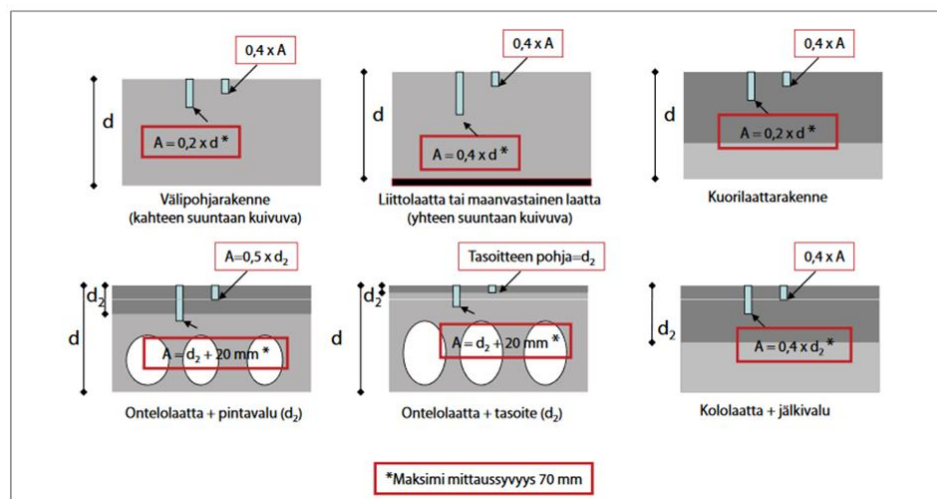 0,4 x A
d
A = 0,2 x d*
Välipohjarakenne
(kahteen suuntaan kuivuva)
0,4 x A
d
A = 0,4 x d*
Liittolaatta tai maanvastainen laatta
(yhteen suuntaan kuivuva)
0,4 x A
d
A = 0,2 x d*
Kuorilaattarakenne
A=0,5 x d₂
d₂
d
A = d₂ + 20 mm*
Ontelolaatta + pintavalu (d₂)
Tasoitteen pohja=d₂
d₂
d
A = d₂ + 20 mm*
Ontelolaatta + tasoite (d₂)
0,4 x A
d₂
A = 0,4 x d₂*
Kololaatta + jälkivalu
*Maksimi mittaussyvyys 70 mm